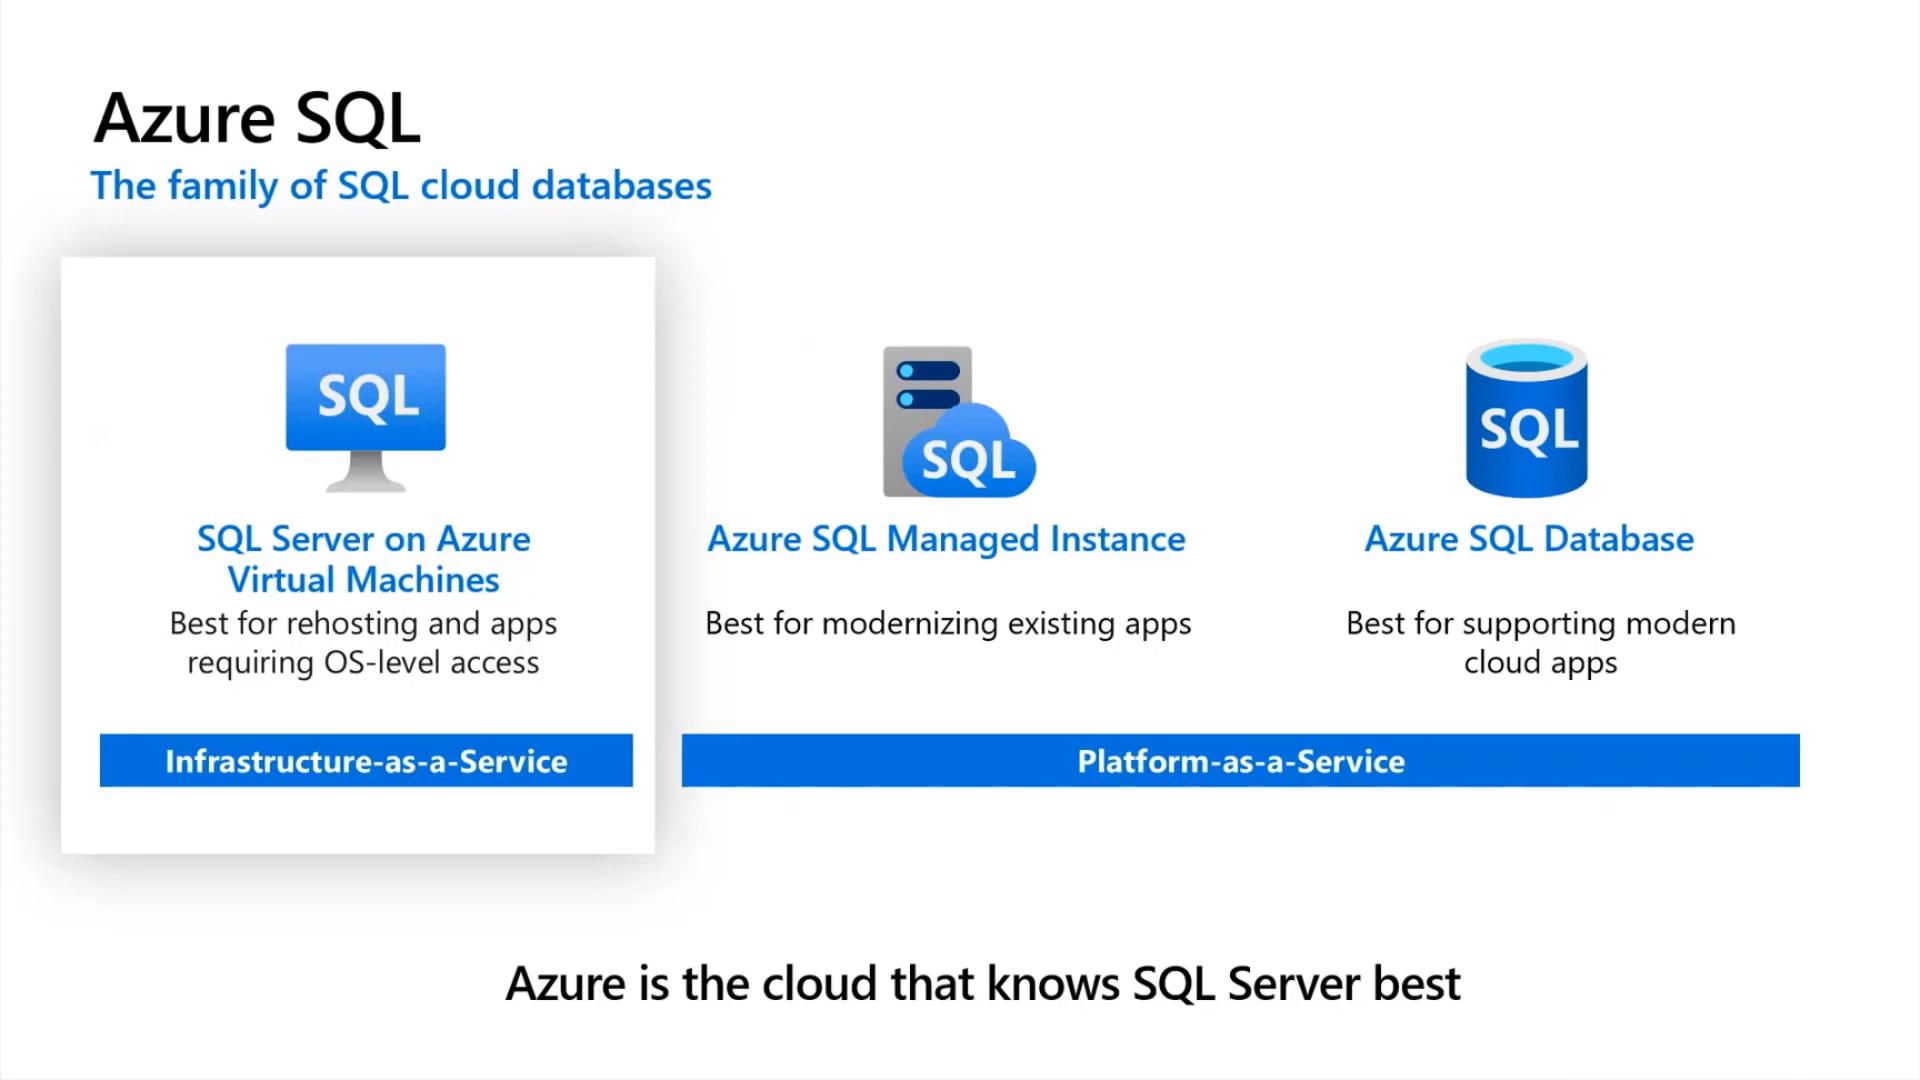 Azure SQL
The family of SQL cloud databases
SQL
SQL Server on Azure
Virtual Machines
Best for rehosting and apps
requiring OS-level access
Infrastructure-as-a-Service
SQL
Azure SQL Managed Instance
Best for modernizing existing apps
SQL
Azure SQL Database
Best for supporting modern
cloud apps
Platform-as-a-Service
Azure is the cloud that knows SQL Server best